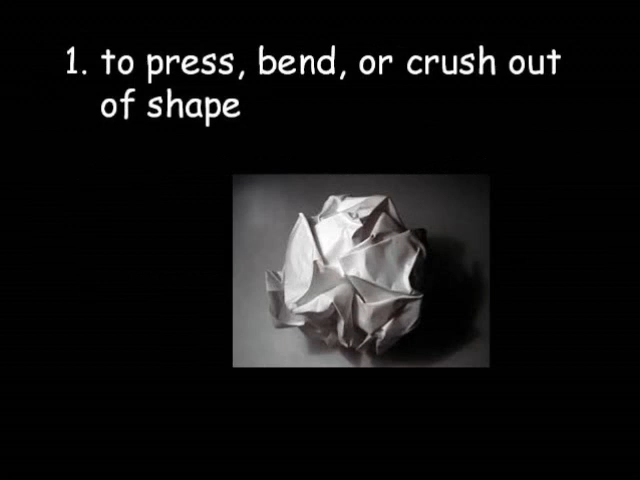 1. to press, bend, or crush out
of shape